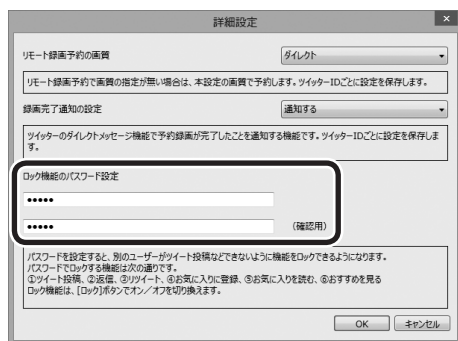 詳細設定
×
リモート録画予約の画質
ダイレクト
リモート録画予約で画質の指定が無い場合は、本設定の画質で予約します。ツイッターIDごとに設定を保存します。
録画完了通知の設定
通知する
ツイッターのダイレクトメッセージ機能で予約録画が完了したことを通知する機能です。ツイッターIDごとに設定を保存しま
す。
ロック機能のパスワード設定
●●●●●
●●●●●
(確認用)
パスワードを設定すると、別のユーザーがツイート投稿などできないように機能をロックできるようになります。
パスワードでロックする機能は次の通りです。
①ツイート投稿、②返信、③リツイート、④お気に入りに登録、⑤お気に入りを読む、⑥おすすめを見る
ロック機能は、[ロック]ボタンでオン／オフを切り換えます。
OK
キャンセル